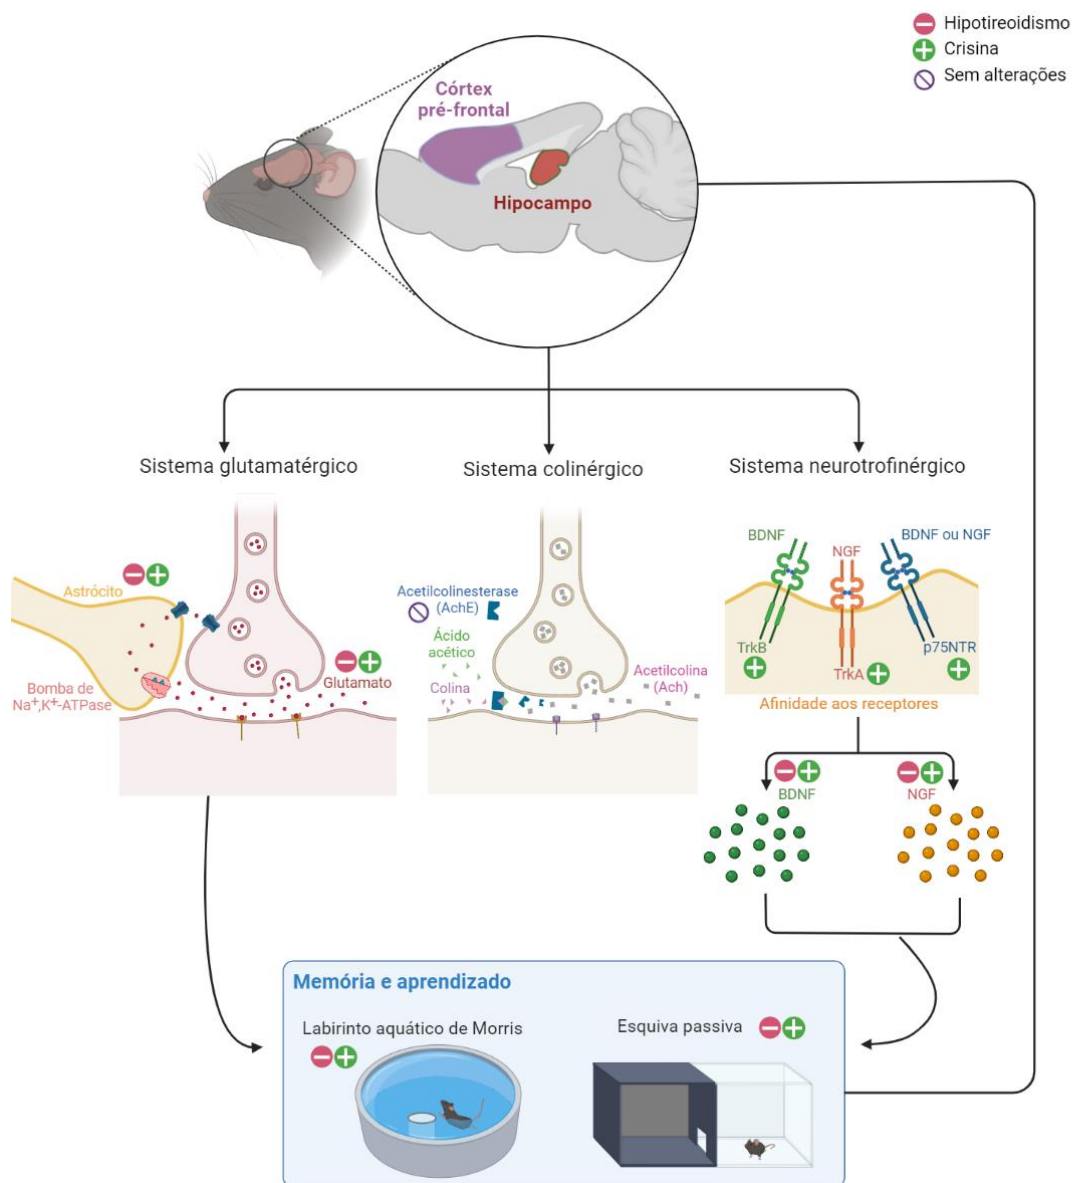 Hipotireoidismo
Crisina
Sem alterações
Córtex
pré-frontal
Hipocampo
Sistema glutamatérgico
Sistema colinérgico
Sistema neurotrofinérgico
Astrócito
Bomba de
Na+,K+-ATPase
Glutamato
Acetilcolinesterase
(AchE)
Ácido
acético
Colina
Acetilcolina
(Ach)
BDNF
NGF
BDNF ou NGF
TrkB
TrkA
p75NTR
Afinidade aos receptores
BDNF
NGF
Memória e aprendizado
Labirinto aquático de Morris
Esquiva passiva